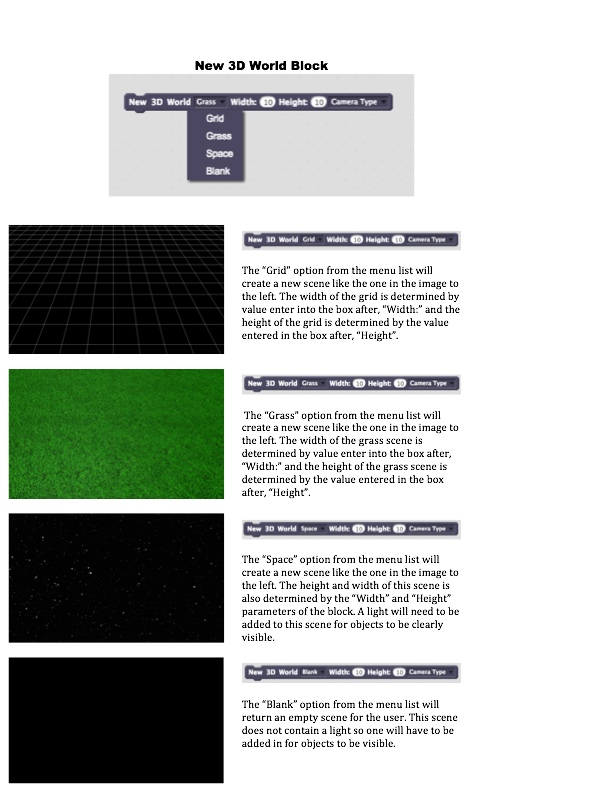 New 3D World Block
New 3D World Grass Width: 10 Height: 10 Camera Type
Grid
Grass
Space
Blank
New 3D World Grid Width: 10 Height: 10 Camera Type
The “Grid” option from the menu list will
create a new scene like the one in the image to
the left. The width of the grid is determined by
value enter into the box after, “Width:” and the
height of the grid is determined by the value
entered in the box after, “Height”.
New 3D World Grass Width: 10 Height: 10 Camera Type
The “Grass” option from the menu list will
create a new scene like the one in the image to
the left. The width of the grass scene is
determined by value enter into the box after,
“Width:” and the height of the grass scene is
determined by the value entered in the box
after, “Height”.
New 3D World Space Width: 10 Height: 10 Camera Type
The “Space” option from the menu list will
create a new scene like the one in the image to
the left. The height and width of this scene is
also determined by the “Width” and “Height”
parameters of the block. A light will need to be
added to this scene for objects to be clearly
visible.
New 3D World Blank Width: 10 Height: 10 Camera Type
The “Blank” option from the menu list will
return an empty scene for the user. This scene
does not contain a light so one will have to be
added in for objects to be visible.